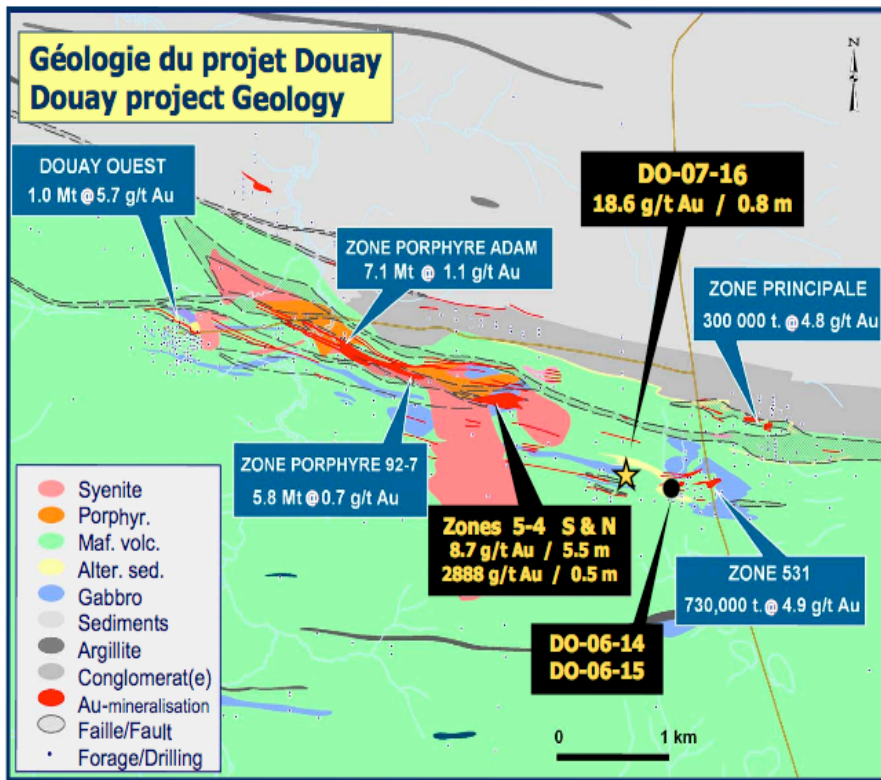 Géologie du projet Douay
Douay project Geology
N
DOUAY OUEST
1.0 Mt @5.7 g/t Au
DO-07-16
18.6 g/t Au / 0.8 m
ZONE PORPHYRE ADAM
7.1 Mt @ 1.1 g/t Au
ZONE PRINCIPALE
300 000 t. @4.8 g/t Au
ZONE PORPHYRE 92-7
5.8 Mt @0.7 g/t Au
Zones 5-4 S & N
8.7 g/t Au / 5.5 m
2888 g/t Au / 0.5 m
ZONE 531
730,000 t. @ 4.9 g/t Au
DO-06-14
DO-06-15
Syenite
Porphyr.
Maf. volc.
Alter. sed.
Gabbro
Sediments
Argillite
Conglomerat(e)
Au-mineralisation
Faille/Fault
Forage/Drilling
0 1 km